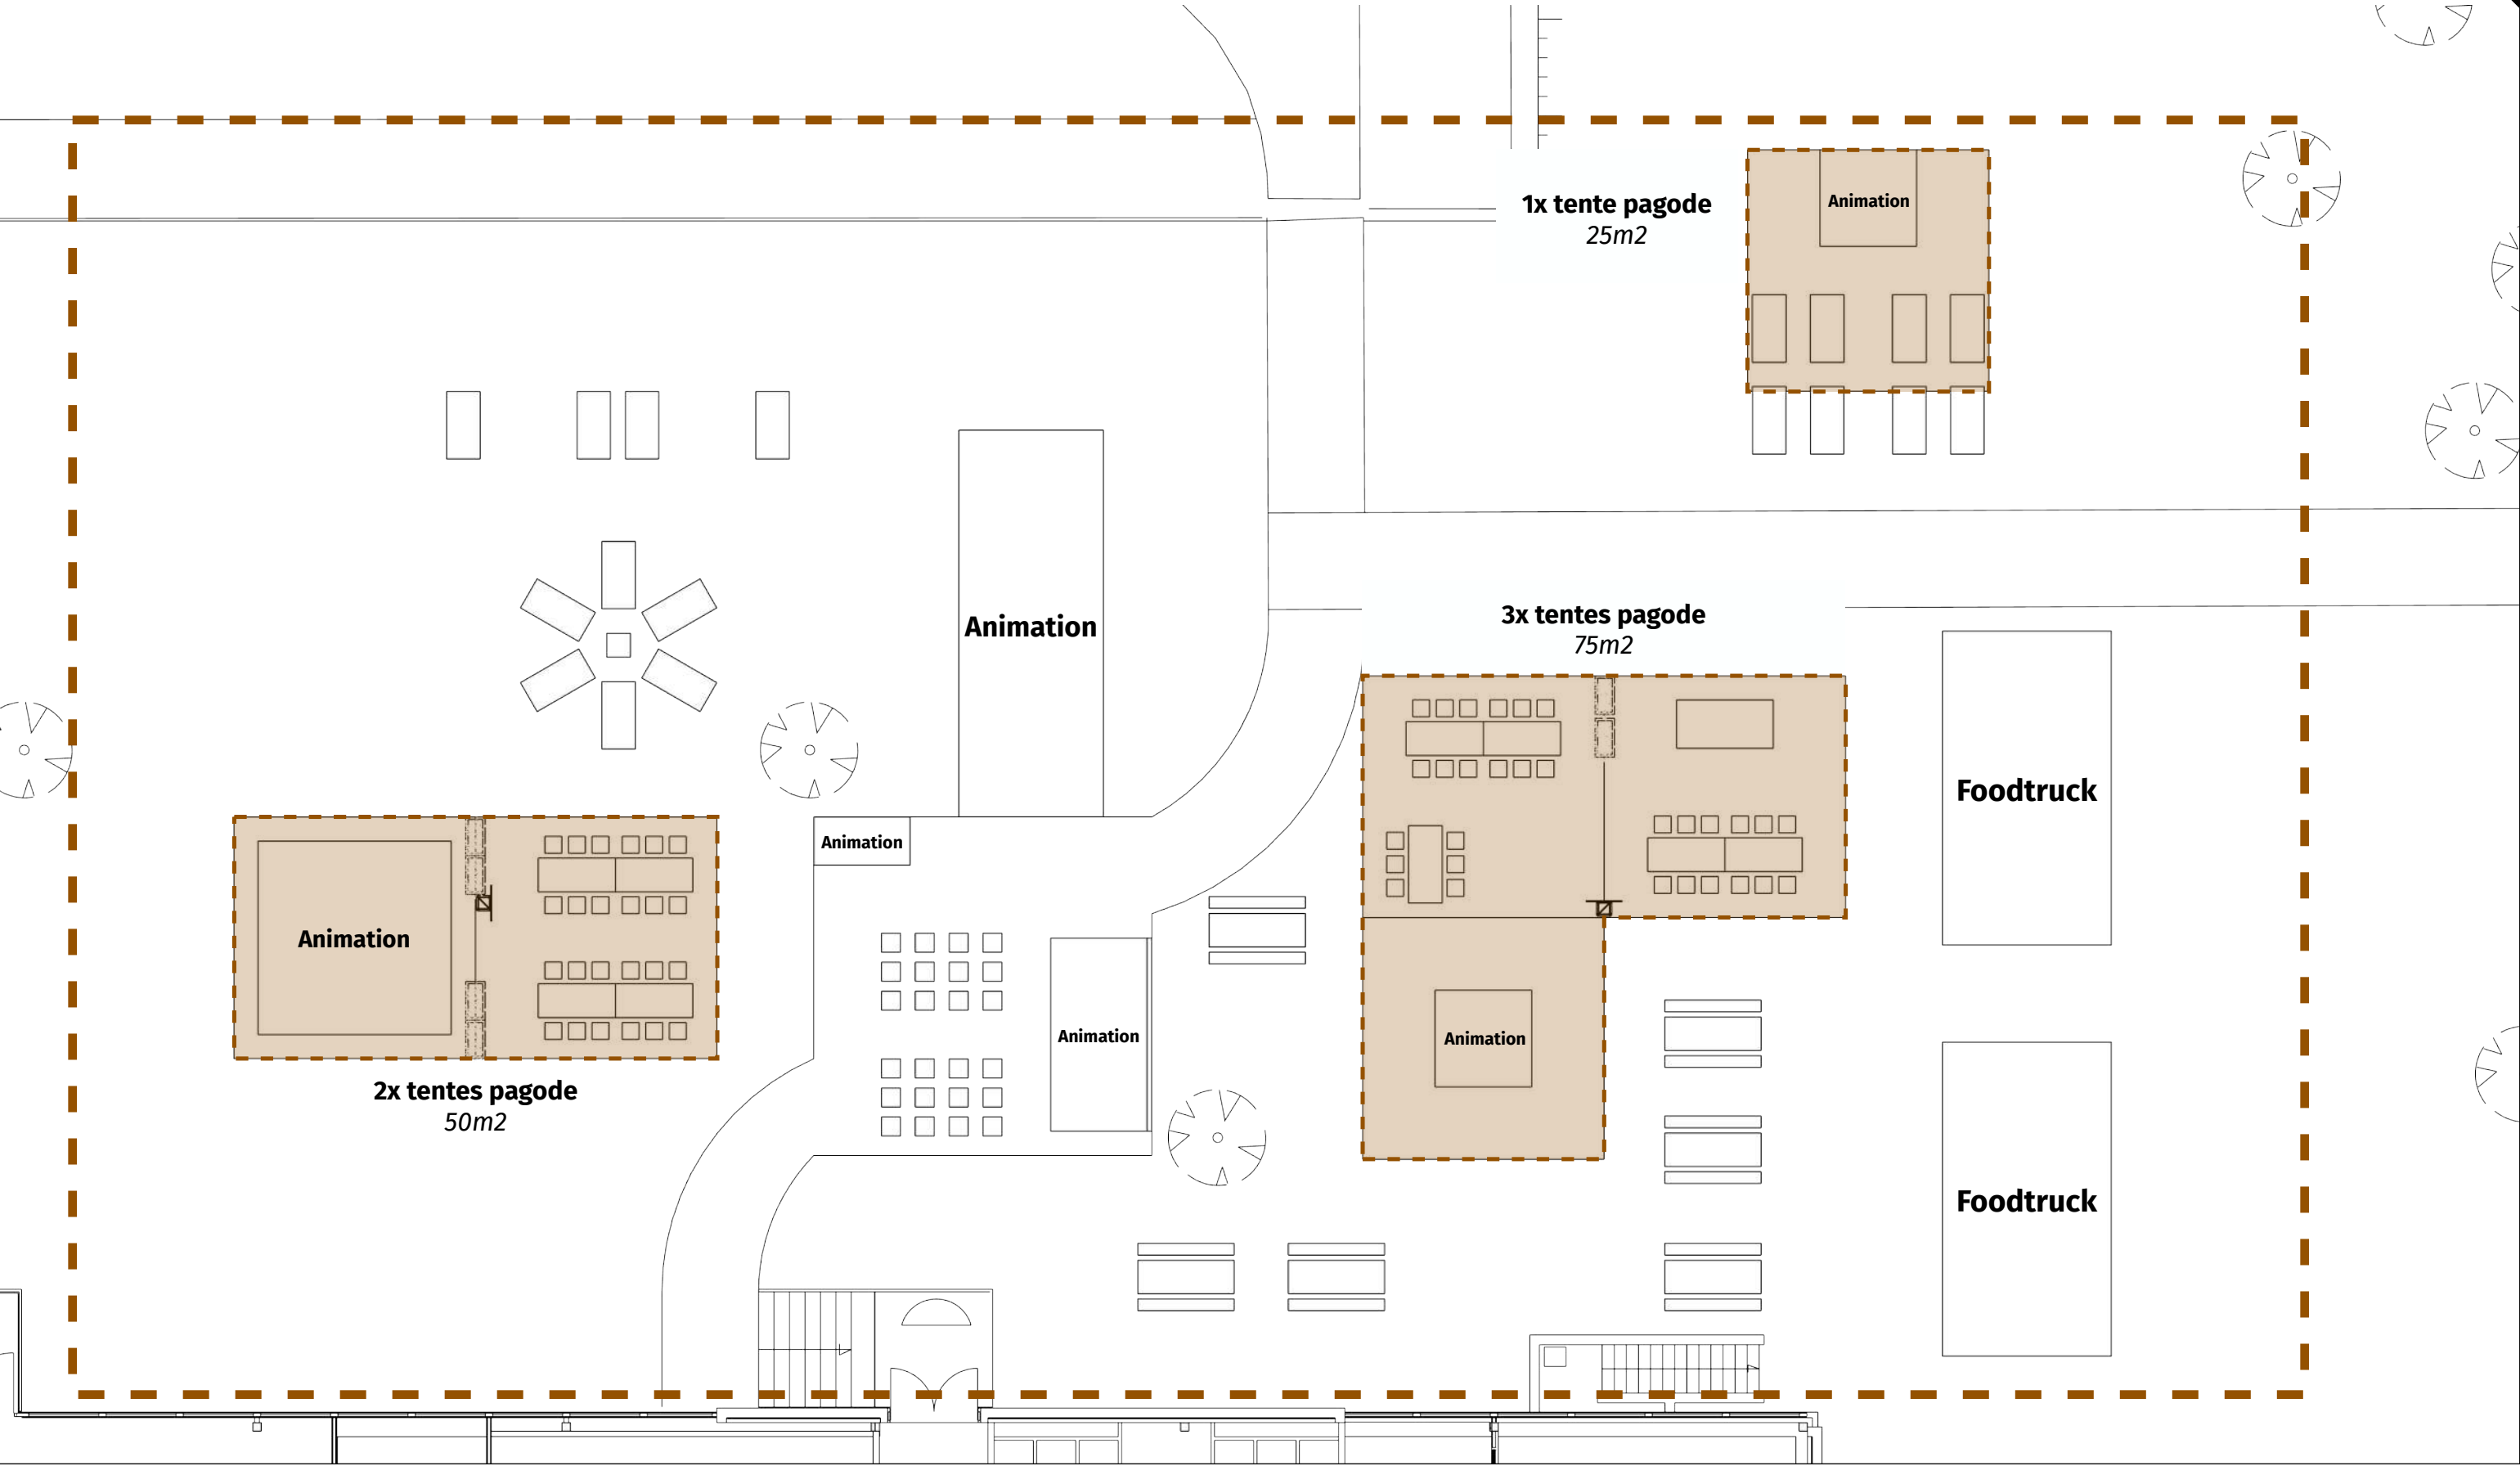 1x tente pagode
25m2
Animation
Animation
3x tentes pagode
75m2
Foodtruck
Animation
Animation
2x tentes pagode
50m2
Animation
Animation
Foodtruck